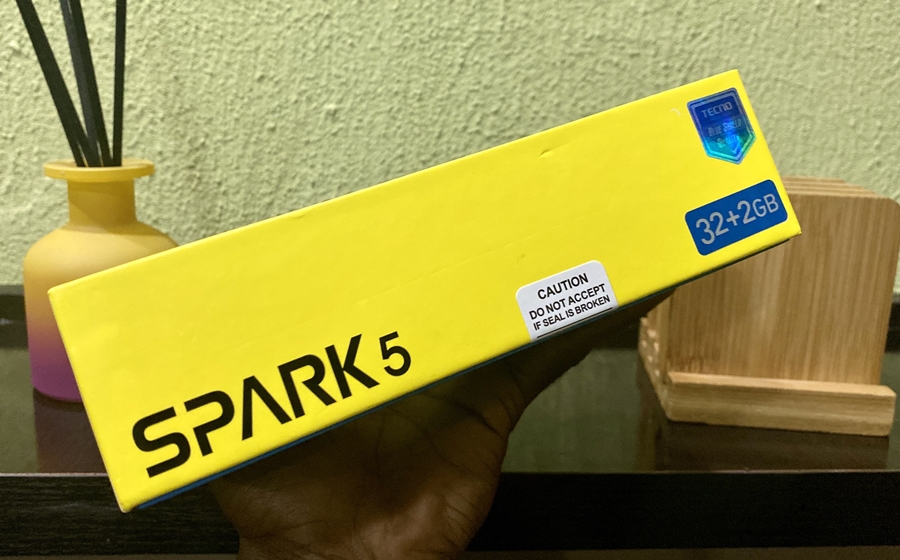 TECNO
32+2GB
CAUTION
DO NOT ACCEPT
IF SEAL IS BROKEN
SPARK 5